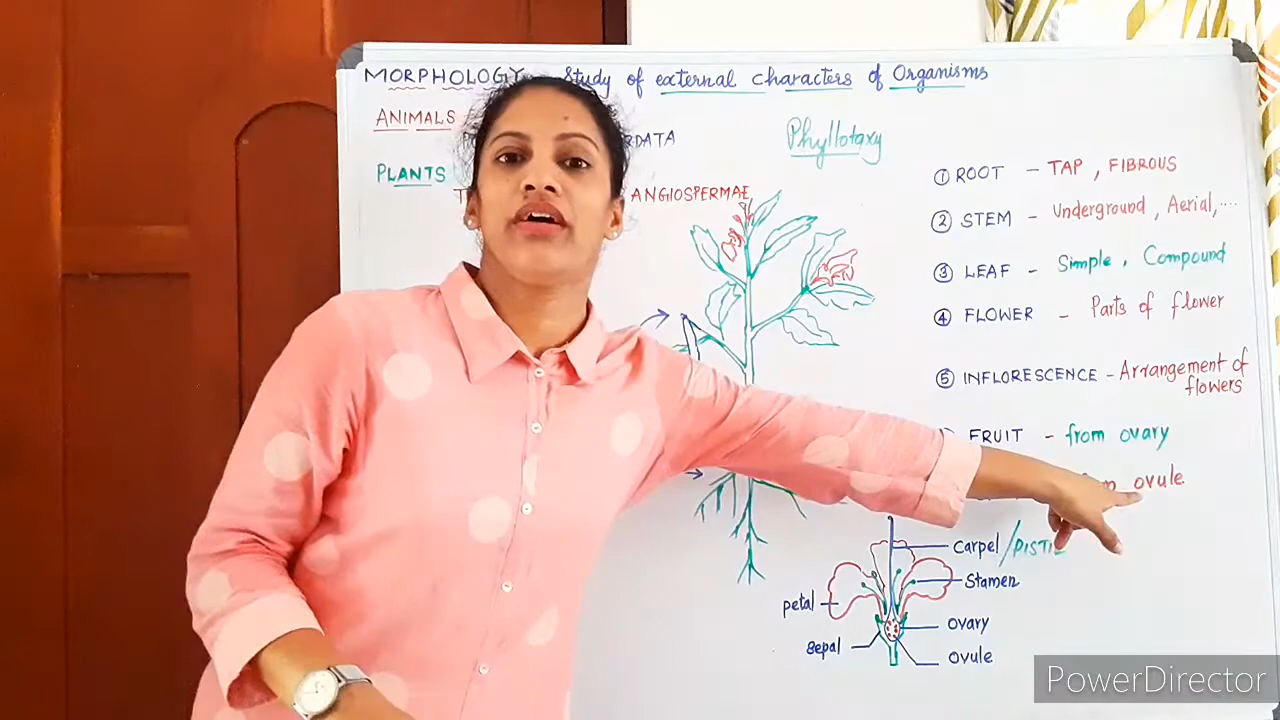 MORPHOLOGY Study of external characters of Organisms
ANIMALS
RDATA
Phyllotaxy
PLANTS
ANGIOSPERMAE
① ROOT - TAP, FIBROUS
② STEM - Underground, Aerial,....
③ LEAF - Simple, Compound
④ FLOWER - Parts of flower
⑤ INFLORESCENCE - Arrangement of
flowers
FRUIT - from ovary
ovule
Carpel/PISTIL
Stamen
petal
ovary
sepal
ovule
PowerDirector